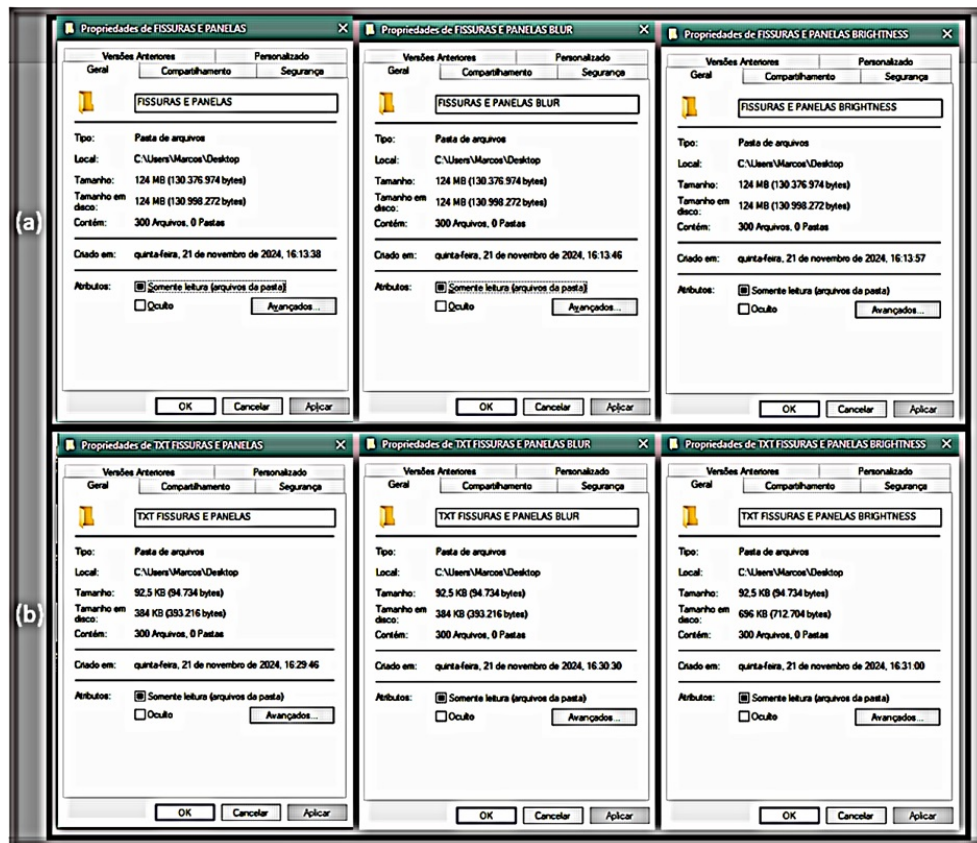 (a)
Propriedades de FISSURAS E PANELAS
Versões Anteriores Personalizado
Geral Compartilhamento Segurança
FISSURAS E PANELAS
Tipo: Pasta de arquivos
Local: C:\Users\Marcos\Desktop
Tamanho: 124 MB (130.376.974 bytes)
Tamanho em disco: 124 MB (130.998.272 bytes)
Contém: 300 Arquivos, 0 Pastas
Criado em: quinta-feira, 21 de novembro de 2024, 16:13:38
Atributos: Somente leitura (arquivos da pasta)
Oculto Avançados...
OK Cancelar Aplicar
Propriedades de FISSURAS E PANELAS BLUR
Versões Anteriores Personalizado
Geral Compartilhamento Segurança
FISSURAS E PANELAS BLUR
Tipo: Pasta de arquivos
Local: C:\Users\Marcos\Desktop
Tamanho: 124 MB (130.376.974 bytes)
Tamanho em disco: 124 MB (130.998.272 bytes)
Contém: 300 Arquivos, 0 Pastas
Criado em: quinta-feira, 21 de novembro de 2024, 16:13:46
Atributos: Somente leitura (arquivos da pasta)
Oculto Avançados...
OK Cancelar Aplicar
Propriedades de FISSURAS E PANELAS BRIGHTNESS
Versões Anteriores Personalizado
Geral Compartilhamento Segurança
FISSURAS E PANELAS BRIGHTNESS
Tipo: Pasta de arquivos
Local: C:\Users\Marcos\Desktop
Tamanho: 124 MB (130.376.974 bytes)
Tamanho em disco: 124 MB (130.998.272 bytes)
Contém: 300 Arquivos, 0 Pastas
Criado em: quinta-feira, 21 de novembro de 2024, 16:13:57
Atributos: Somente leitura (arquivos da pasta)
Oculto Avançados...
OK Cancelar Aplicar
(b)
Propriedades de TXT FISSURAS E PANELAS
Versões Anteriores Personalizado
Geral Compartilhamento Segurança
TXT FISSURAS E PANELAS
Tipo: Pasta de arquivos
Local: C:\Users\Marcos\Desktop
Tamanho: 92,5 KB (94.734 bytes)
Tamanho em disco: 384 KB (393.216 bytes)
Contém: 300 Arquivos, 0 Pastas
Criado em: quinta-feira, 21 de novembro de 2024, 16:29:46
Atributos: Somente leitura (arquivos da pasta)
Oculto Avançados...
OK Cancelar Aplicar
Propriedades de TXT FISSURAS E PANELAS BLUR
Versões Anteriores Personalizado
Geral Compartilhamento Segurança
TXT FISSURAS E PANELAS BLUR
Tipo: Pasta de arquivos
Local: C:\Users\Marcos\Desktop
Tamanho: 92,5 KB (94.734 bytes)
Tamanho em disco: 384 KB (393.216 bytes)
Contém: 300 Arquivos, 0 Pastas
Criado em: quinta-feira, 21 de novembro de 2024, 16:30:30
Atributos: Somente leitura (arquivos da pasta)
Oculto Avançados...
OK Cancelar Aplicar
Propriedades de TXT FISSURAS E PANELAS BRIGHTNESS
Versões Anteriores Personalizado
Geral Compartilhamento Segurança
TXT FISSURAS E PANELAS BRIGHTNESS
Tipo: Pasta de arquivos
Local: C:\Users\Marcos\Desktop
Tamanho: 92,5 KB (94.734 bytes)
Tamanho em disco: 696 KB (712.704 bytes)
Contém: 300 Arquivos, 0 Pastas
Criado em: quinta-feira, 21 de novembro de 2024, 16:31:00
Atributos: Somente leitura (arquivos da pasta)
Oculto Avançados...
OK Cancelar Aplicar